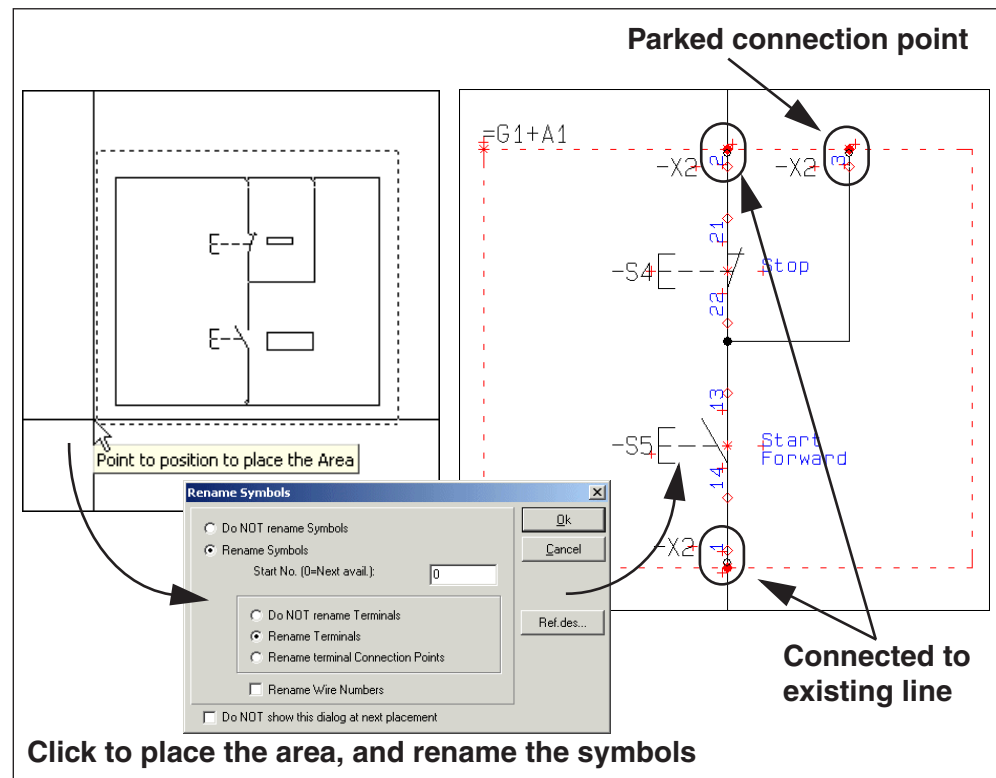 Parked connection point
=G1+A1
-X2
2
-X2
3
21
-S4
Stop
22
Point to position to place the Area
13
-S5
Start
Forward
14
-X2
1
Rename Symbols
Do NOT rename Symbols
Rename Symbols
Start No. (0=Next avail.):
0
Do NOT rename Terminals
Rename Terminals
Rename terminal Connection Points
Rename Wire Numbers
Do NOT show this dialog at next placement
Ok
Cancel
Ref.des...
Connected to
existing line
Click to place the area, and rename the symbols